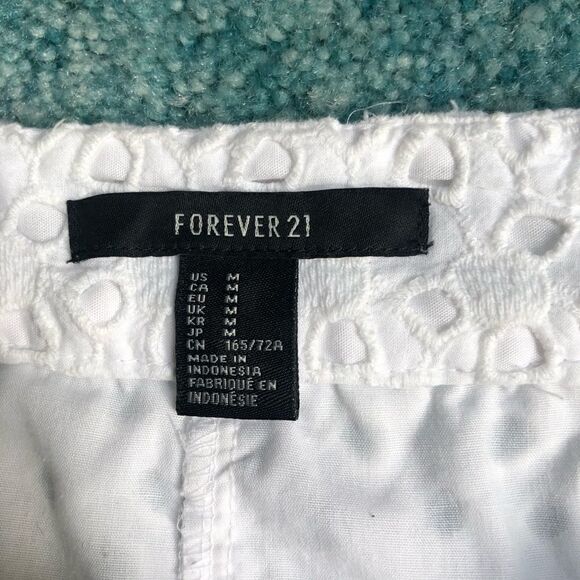 FOREVER 21
US M
CA M
EU M
UK M
KR M
JP M
CN 165/72A
MADE IN
INDONESIA
FABRIQUÉ EN
INDONÉSIE